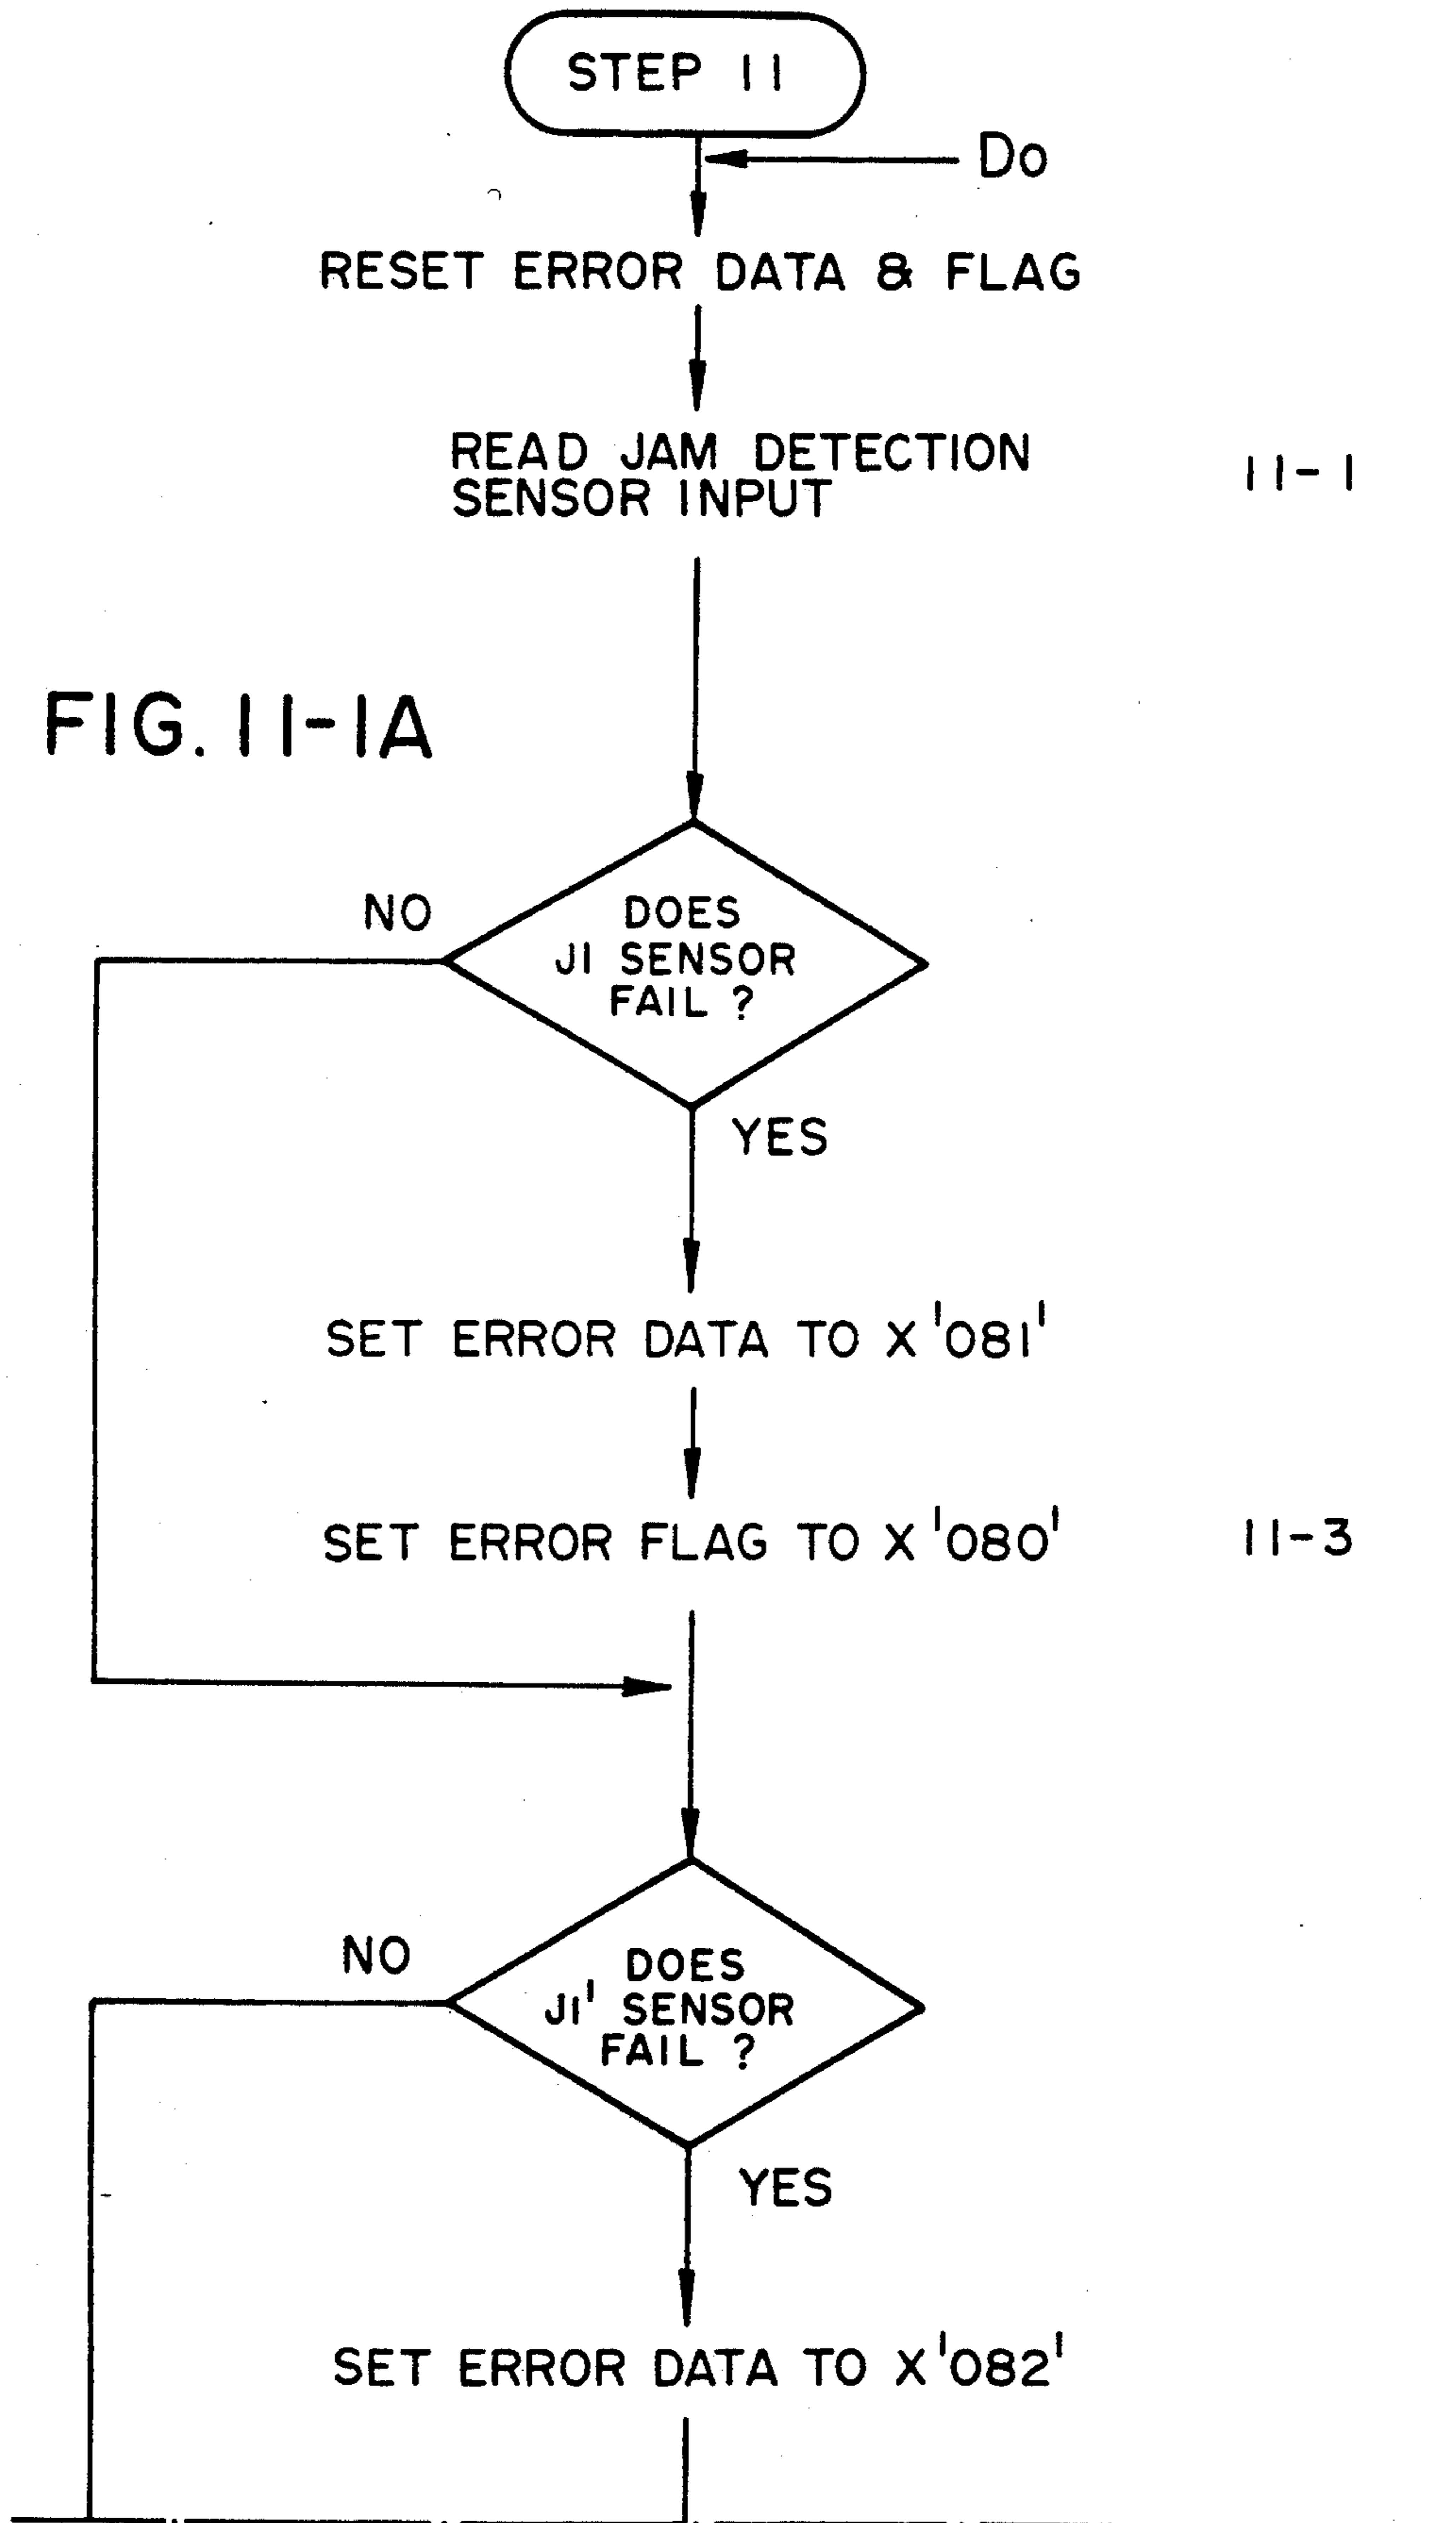 STEP 11
Do
RESET ERROR DATA & FLAG
READ JAM DETECTION
SENSOR INPUT
11-1
FIG. 11-1A
NO
DOES
J1 SENSOR
FAIL ?
YES
SET ERROR DATA TO X'081'
SET ERROR FLAG TO X'080'
11-3
NO
DOES
J1' SENSOR
FAIL ?
YES
SET ERROR DATA TO X'082'